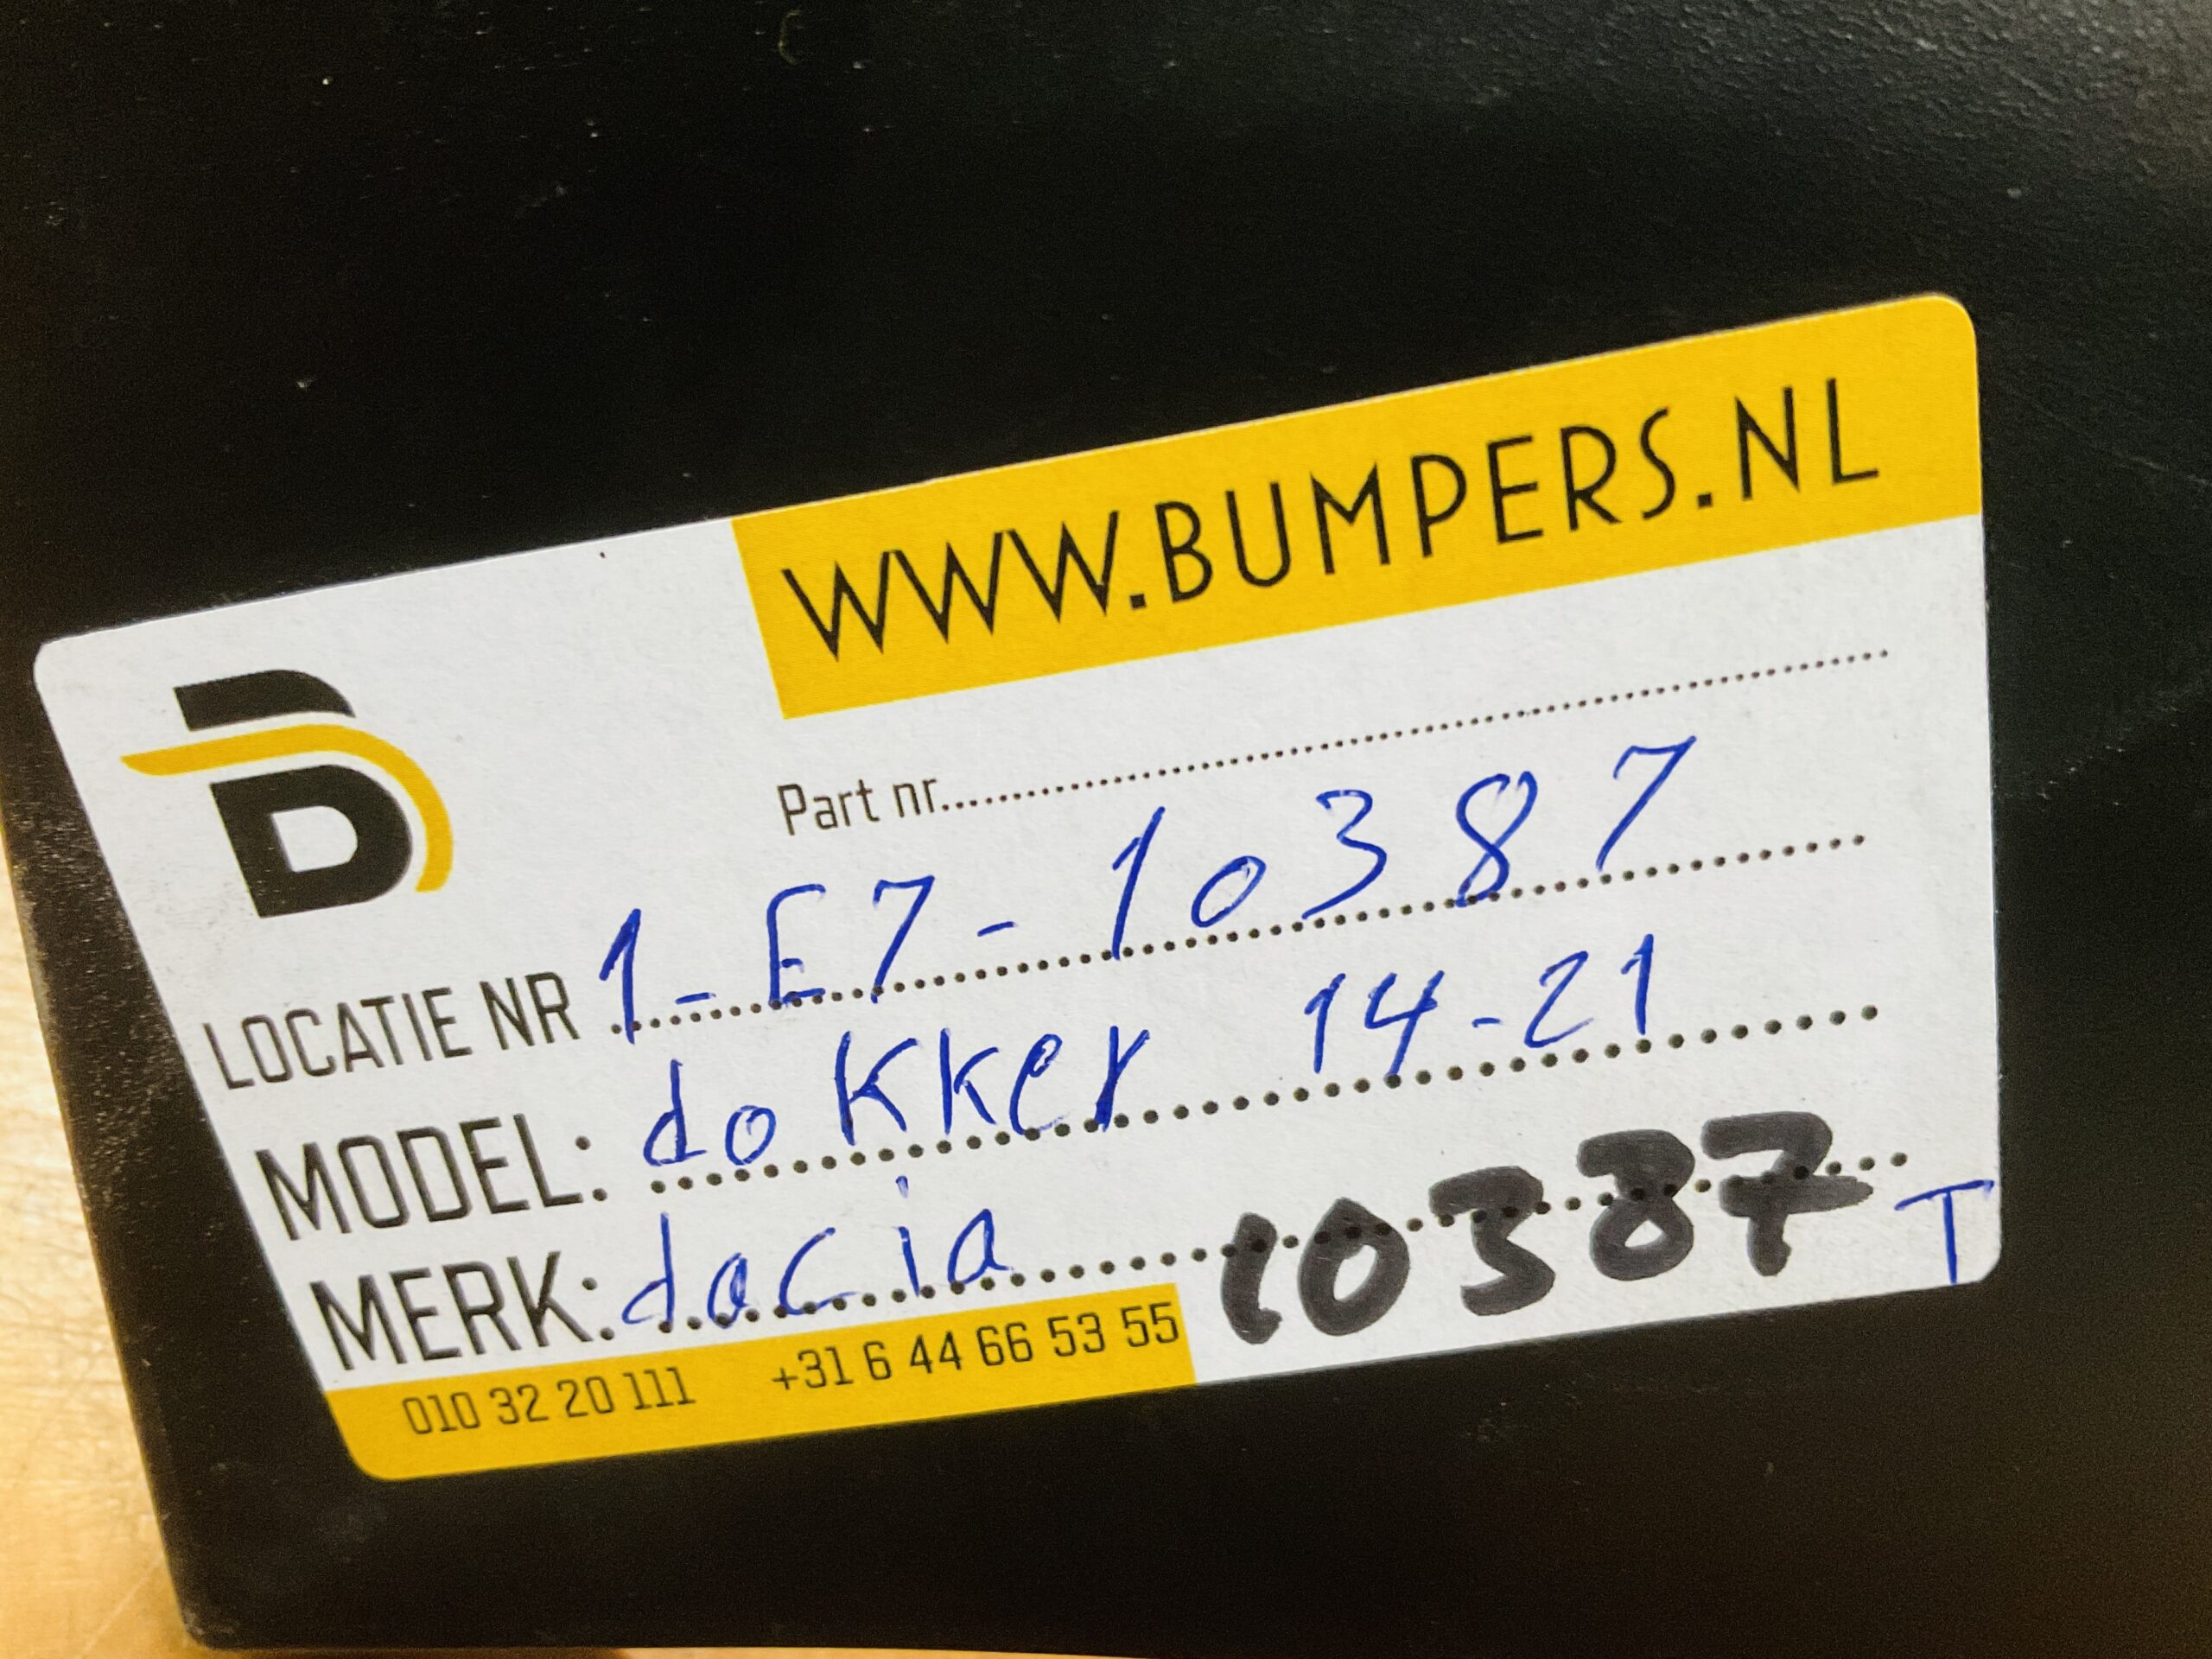 WWW.BUMPERS.NL
Part nr.
LOCATIE NR 1-E7-10387
MODEL: dokker 14-21
MERK: dacia 10387 T
010 32 20 111 +31 6 44 66 53 55